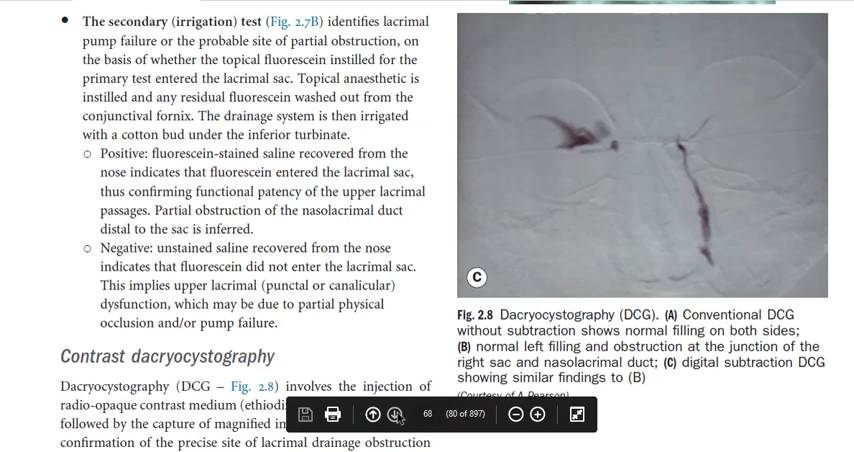 • The secondary (irrigation) test (Fig. 2.7B) identifies lacrimal
pump failure or the probable site of partial obstruction, on
the basis of whether the topical fluorescein instilled for the
primary test entered the lacrimal sac. Topical anaesthetic is
instilled and any residual fluorescein washed out from the
conjunctival fornix. The drainage system is then irrigated
with a cotton bud under the inferior turbinate.
○ Positive: fluorescein-stained saline recovered from the
nose indicates that fluorescein entered the lacrimal sac,
thus confirming functional patency of the upper lacrimal
passages. Partial obstruction of the nasolacrimal duct
distal to the sac is inferred.
○ Negative: unstained saline recovered from the nose
indicates that fluorescein did not enter the lacrimal sac.
This implies upper lacrimal (punctal or canalicular)
dysfunction, which may be due to partial physical
occlusion and/or pump failure.
Contrast dacryocystography
Dacryocystography (DCG – Fig. 2.8) involves the injection of
radio-opaque contrast medium (ethiodi
followed by the capture of magnified im
confirmation of the precise site of lacrimal drainage obstruction
C
Fig. 2.8 Dacryocystography (DCG). (A) Conventional DCG
without subtraction shows normal filling on both sides;
(B) normal left filling and obstruction at the junction of the
right sac and nasolacrimal duct; (C) digital subtraction DCG
showing similar findings to (B)
(Courtesy of A Pearson)
68 (80 of 897)